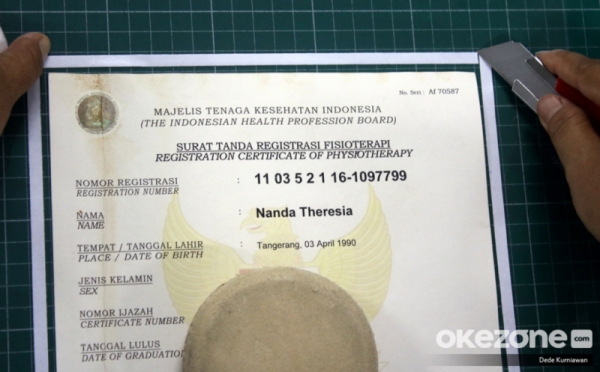 No. Seri : Af 70587
MAJELIS TENAGA KESEHATAN INDONESIA
(THE INDONESIAN HEALTH PROFESSION BOARD)
SURAT TANDA REGISTRASI FISIOTERAPI
REGISTRATION CERTIFICATE OF PHYSIOTHERAPY
NOMOR REGISTRASI : 11 03 5 2 1 16-1097799
REGISTRATION NUMBER
NAMA : Nanda Theresia
NAME
TEMPAT / TANGGAL LAHIR : Tangerang, 03 April 1990
PLACE / DATE OF BIRTH
JENIS KELAMIN
SEX
NOMOR IJAZAH
CERTIFICATE NUMBER
TANGGAL LULUS
DATE OF GRADUATION
okezone.com
Dede Kurniawan